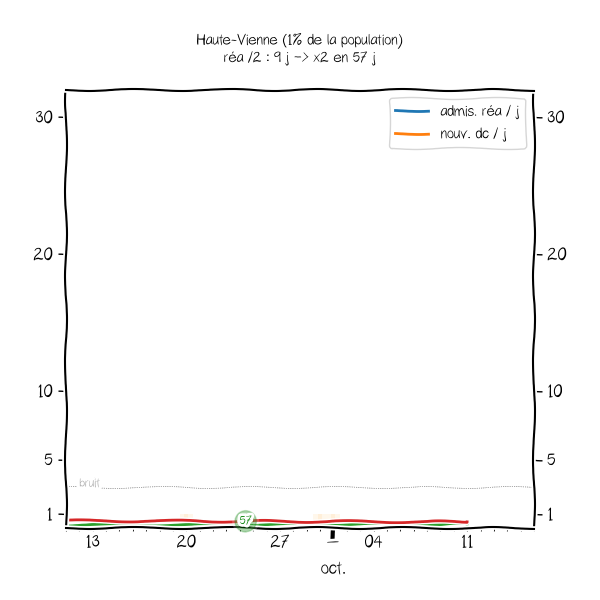 Haute-Vienne (1% de la population)
réa /2 : 9 j -> x2 en 57 j
admis. réa / j
nouv. dc / j
30
30
20
20
10
10
5
5
bruit
1
1
57
13
20
27
1
04
11
oct.